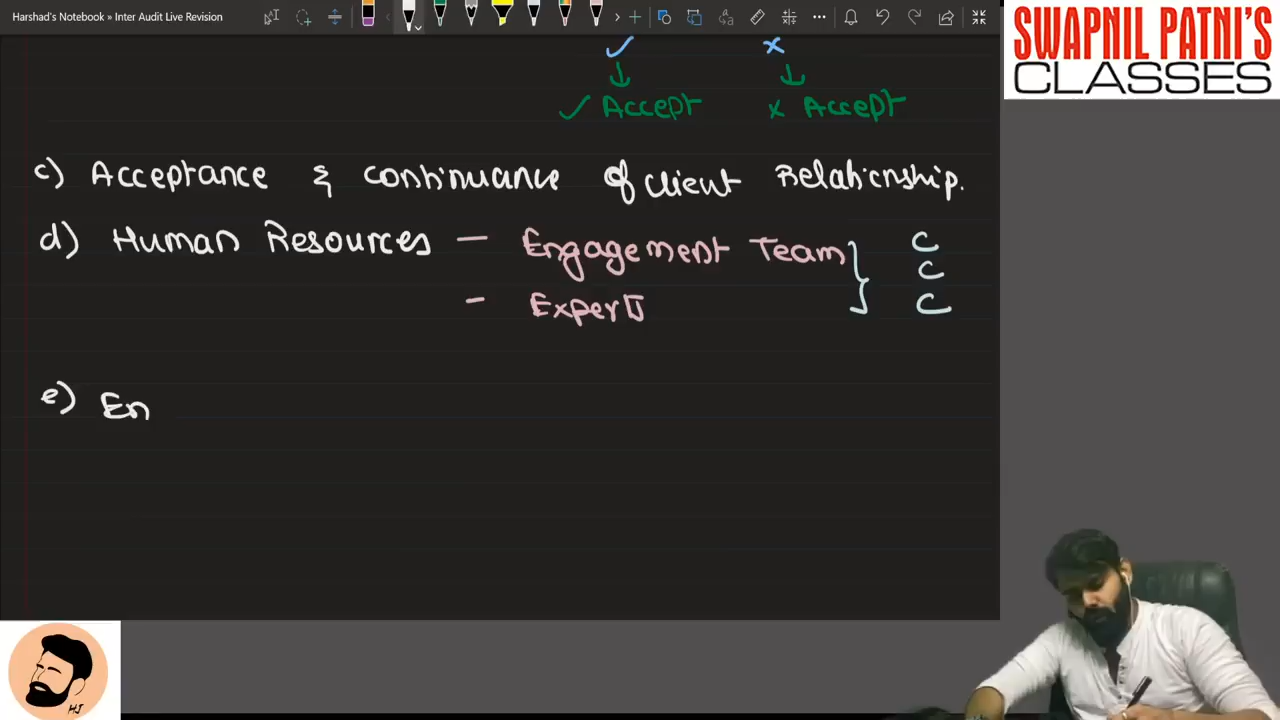 Harshad's Notebook » Inter Audit Live Revision
SWAPNIL PATNI'S
CLASSES
✓ x
✓ Accept x Accept
c) Acceptance & continuance of client Relationship.
d) Human Resources - Engagement Team C
C
- Expert C
e) En
HJ